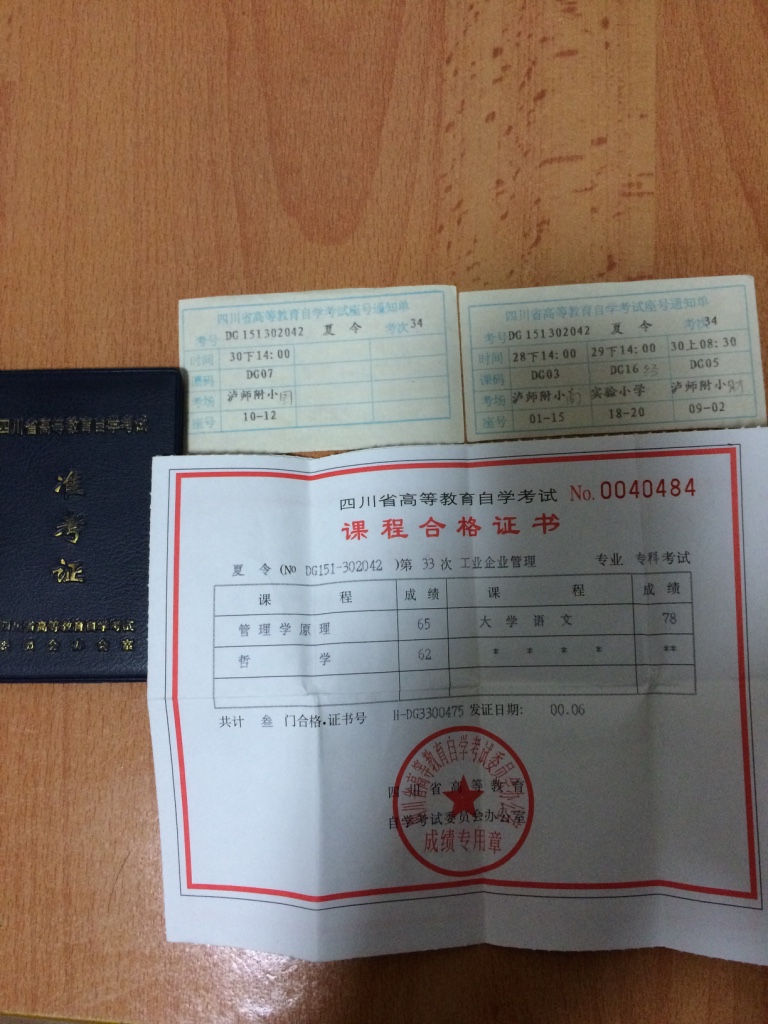 四川省高等教育自学考试座号通知单
考号 DG 151302042 夏 令 考次 34
时间 30下14:00
课码 DG07
考场 泸师附小
座号 10-12
四川省高等教育自学考试座号通知单
考号 DG 151302042 夏 令 考次 34
时间 28下14:00 29下14:00 30上08:30
课码 DG03 DG16 经 DG05
考场 泸师附小 实验小学 泸师附小 财
座号 01-15 18-20 09-02
四川省高等教育自学考试
准考证
四川省高等教育自学考试
委员会办公室
四川省高等教育自学考试 No. 0040484
课程合格证书
夏 令 (No DG151-302042 )第 33 次 工业企业管理 专业 专科考试
课 程 成 绩 课 程 成 绩
管理学原理 65 大学语文 78
哲 学 62 * * * * **
共计 叁 门合格.证书号 H-DG3300475 发证日期: 00.06
四川省高等教育
自学考试委员会办公室
四川省高等教育自学考试委员会办公室
成绩专用章